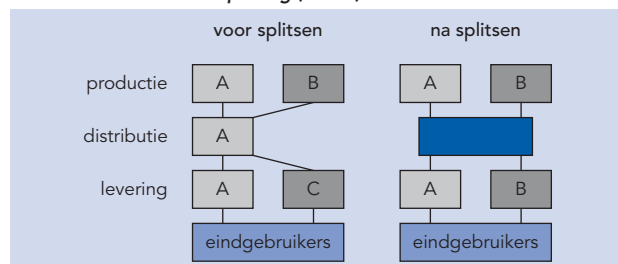 voor splitsen na splitsen
productie A B A B
distributie A
levering A C A B
eindgebruikers eindgebruikers